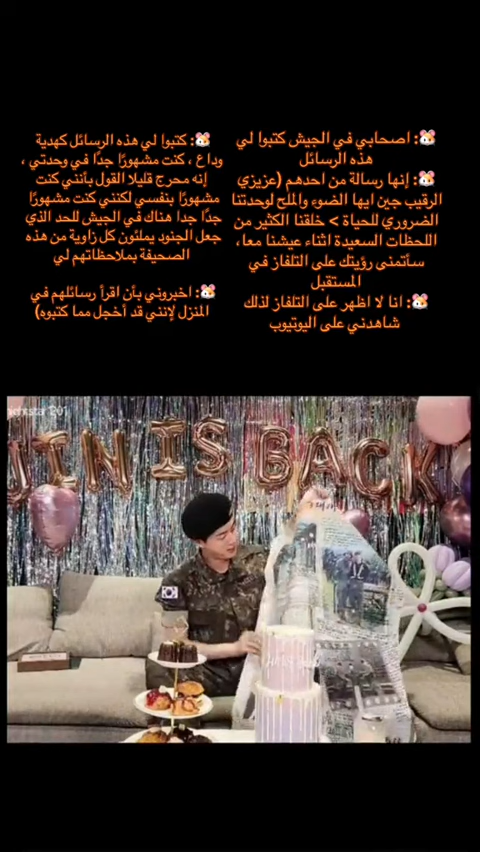 🐹: اصحابي في الجيش كتبوا لي
هذه الرسائل
🐹: إنها رسالة من احدهم (عزيزي
الرقيب جين ايها الضوء والملح لوحدتنا
الضروري للحياة > خلقنا الكثير من
اللحظات السعيدة اثناء عيشنا معا،
سأتمنى رؤيتك على التلفاز في
المستقبل
🐹: انا لا اظهر على التلفاز لذلك
شاهدني على اليوتيوب
🐹: كتبوا لي هذه الرسائل كهدية
وداع ، كنت مشهورًا جدًا في وحدتي ،
إنه محرج قليلا القول بأنني كنت
مشهورًا بنفسي لكنني كنت مشهورًا
جدًا جدا هناك في الجيش للحد الذي
جعل الجنود يملئون كل زاوية من هذه
الصحيفة بملاحظاتهم لي
🐹: اخبروني بأن اقرأ رسائلهم في
المنزل لإنني قد أخجل مما كتبوه)
JIN IS BACK